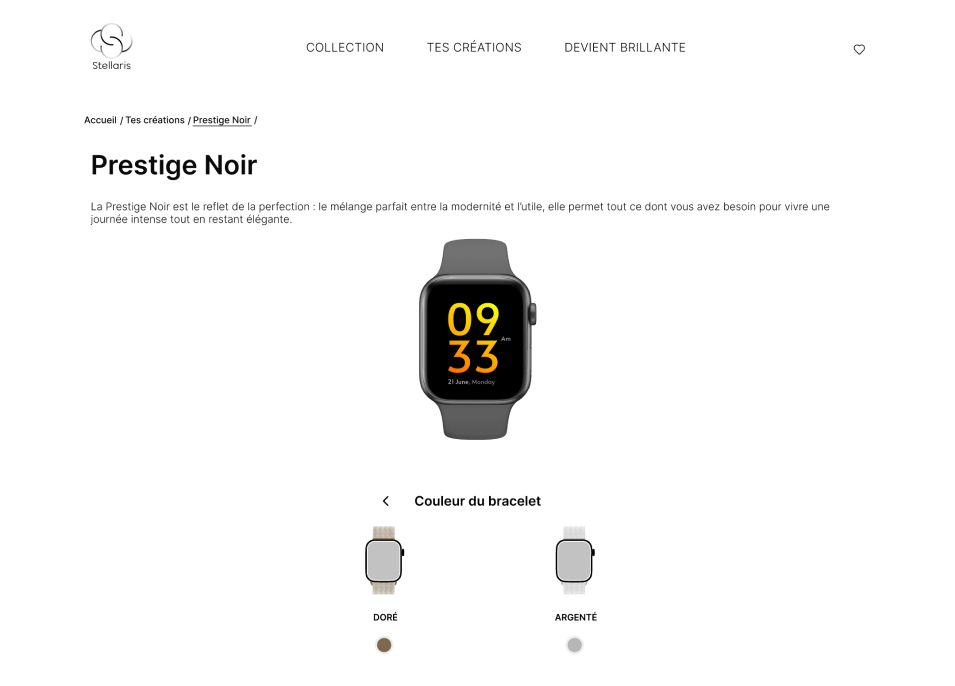 Stellaris
COLLECTION
TES CRÉATIONS
DEVIENT BRILLANTE
Accueil / Tes créations / Prestige Noir /
Prestige Noir
La Prestige Noir est le reflet de la perfection : le mélange parfait entre la modernité et l'utile, elle permet tout ce dont vous avez besoin pour vivre une
journée intense tout en restant élégante.
09
33
Am
21 June, Monday
Couleur du bracelet
DORÉ
ARGENTÉ